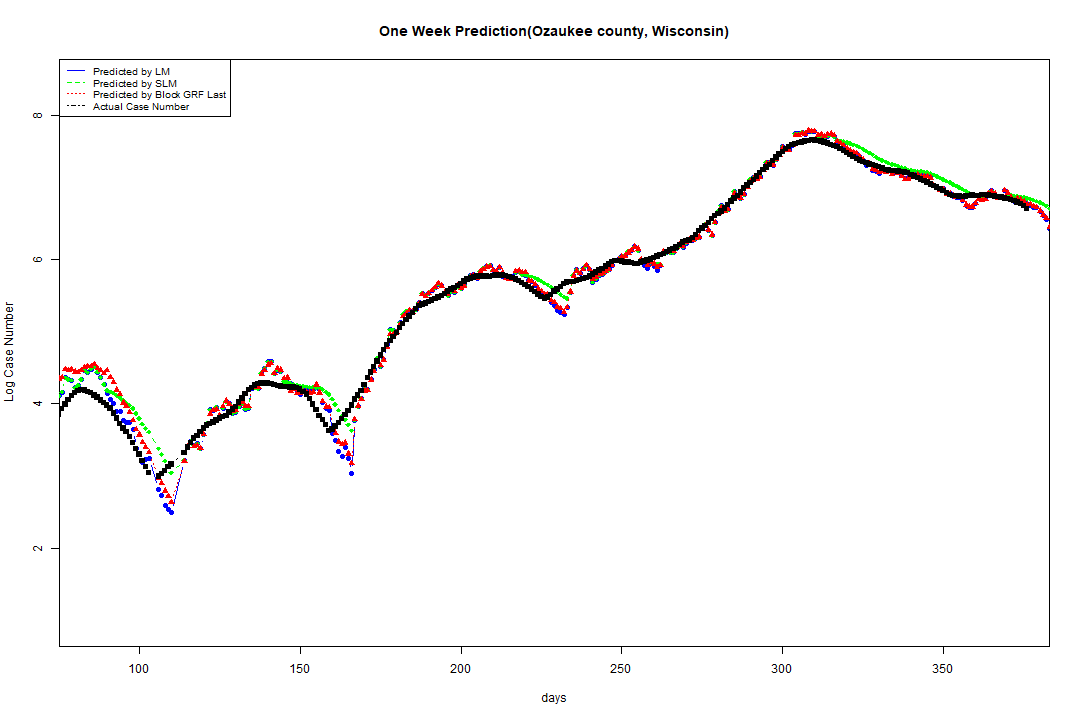 One Week Prediction(Ozaukee county, Wisconsin)
Predicted by LM
Predicted by SLM
Predicted by Block GRF Last
Actual Case Number
Log Case Number
8
6
4
2
100 150 200 250 300 350
days